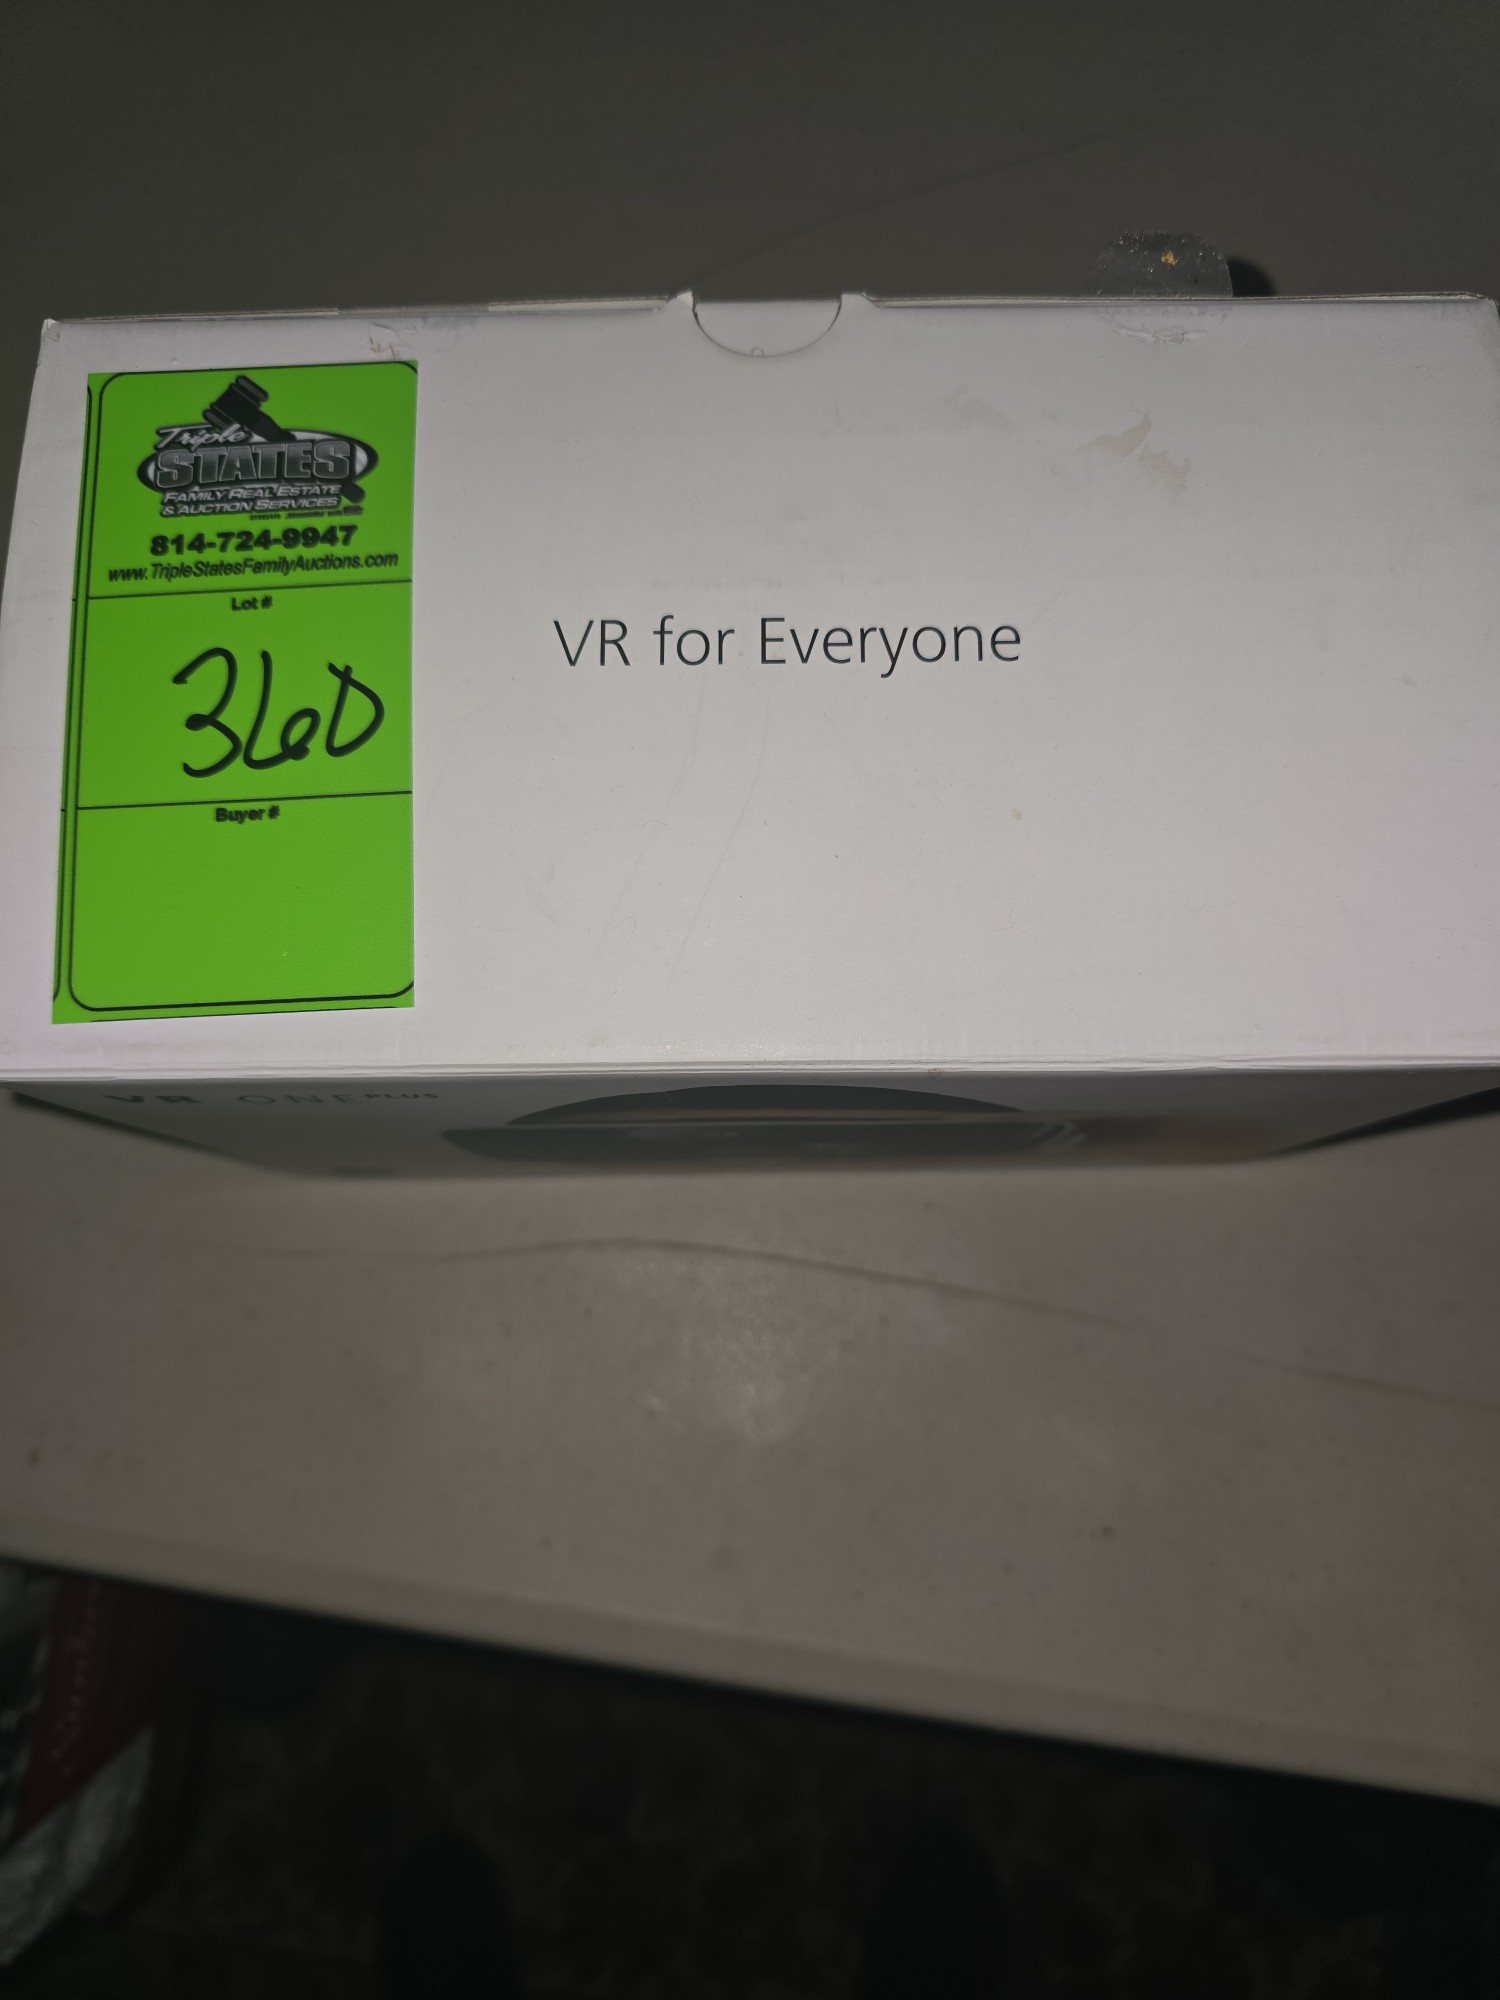 Triple
STATES
FAMILY REAL ESTATE
& AUCTION SERVICES
814-724-9947
www.TripleStatesFamilyAuctions.com
Lot #
360
Buyer #
VR for Everyone
VR ONE PLUS